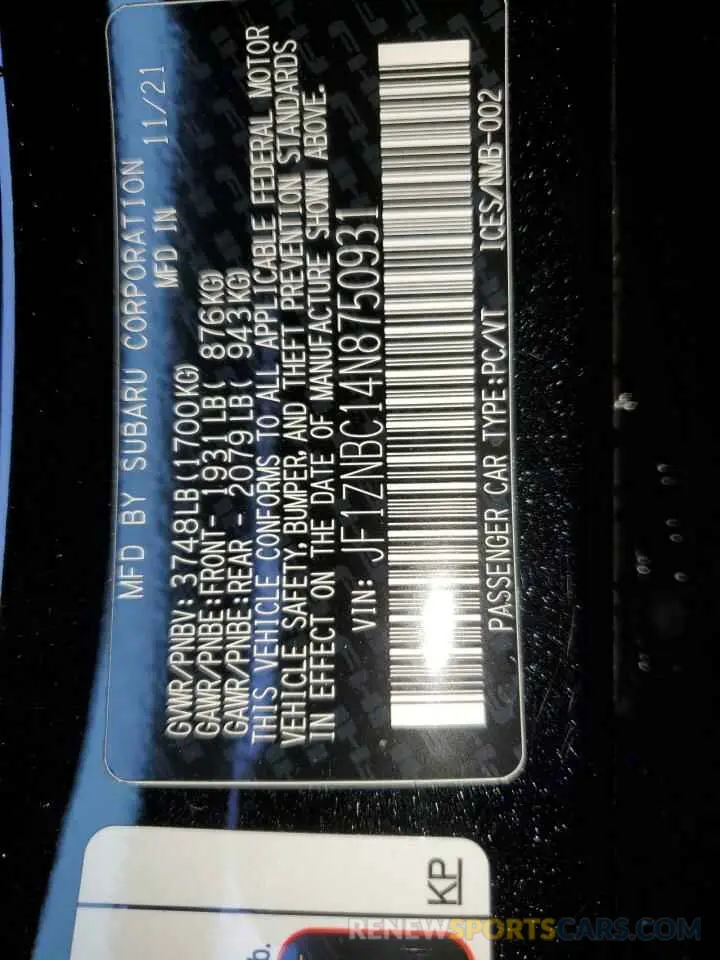 MFD BY SUBARU CORPORATION 11/21
MFD IN
GVWR/PNBV: 3748LB(1700KG)
GAWR/PNBE:FRONT- 1931LB( 876KG)
GAWR/PNBE:REAR - 2079LB( 943KG)
THIS VEHICLE CONFORMS TO ALL APPLICABLE FEDERAL MOTOR
VEHICLE SAFETY, BUMPER, AND THEFT PREVENTION STANDARDS
IN EFFECT ON THE DATE OF MANUFACTURE SHOWN ABOVE.
VIN: JF1ZNBC14N8750931
PASSENGER CAR TYPE:PC/VT ICES/NMB-002
KP
b.
RENEWSPORTSCARS.COM